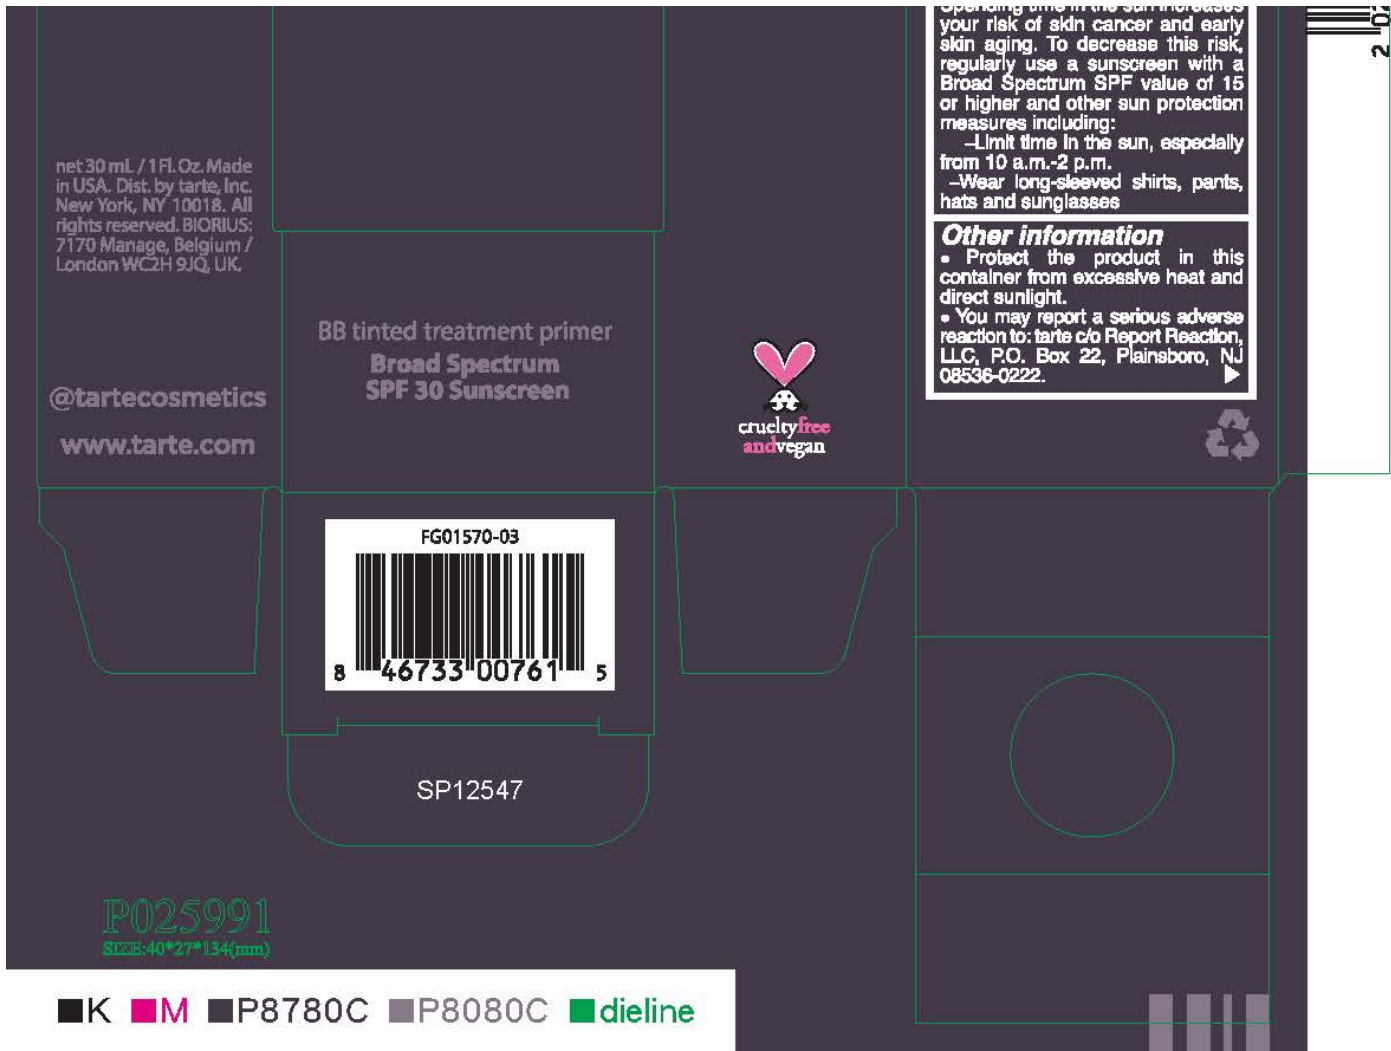 Spending time in the sun increases
your risk of skin cancer and early
skin aging. To decrease this risk,
regularly use a sunscreen with a
Broad Spectrum SPF value of 15
or higher and other sun protection
measures including:
–Limit time in the sun, especially
from 10 a.m.-2 p.m.
–Wear long-sleeved shirts, pants,
hats and sunglasses
Other information
• Protect the product in this
container from excessive heat and
direct sunlight.
• You may report a serious adverse
reaction to: tarte c/o Report Reaction,
LLC, P.O. Box 22, Plainsboro, NJ
08536-0222.
net 30 mL / 1 Fl. Oz. Made
in USA. Dist. by tarte, Inc.
New York, NY 10018. All
rights reserved. BIORIUS:
7170 Manage, Belgium /
London WC2H 9JQ, UK.
@tartecosmetics
www.tarte.com
BB tinted treatment primer
Broad Spectrum
SPF 30 Sunscreen
crueltyfree
andvegan
FG01570-03
8 46733 00761 5
SP12547
P025991
SIZE:40*27*134(mm)
K M P8780C P8080C dieline